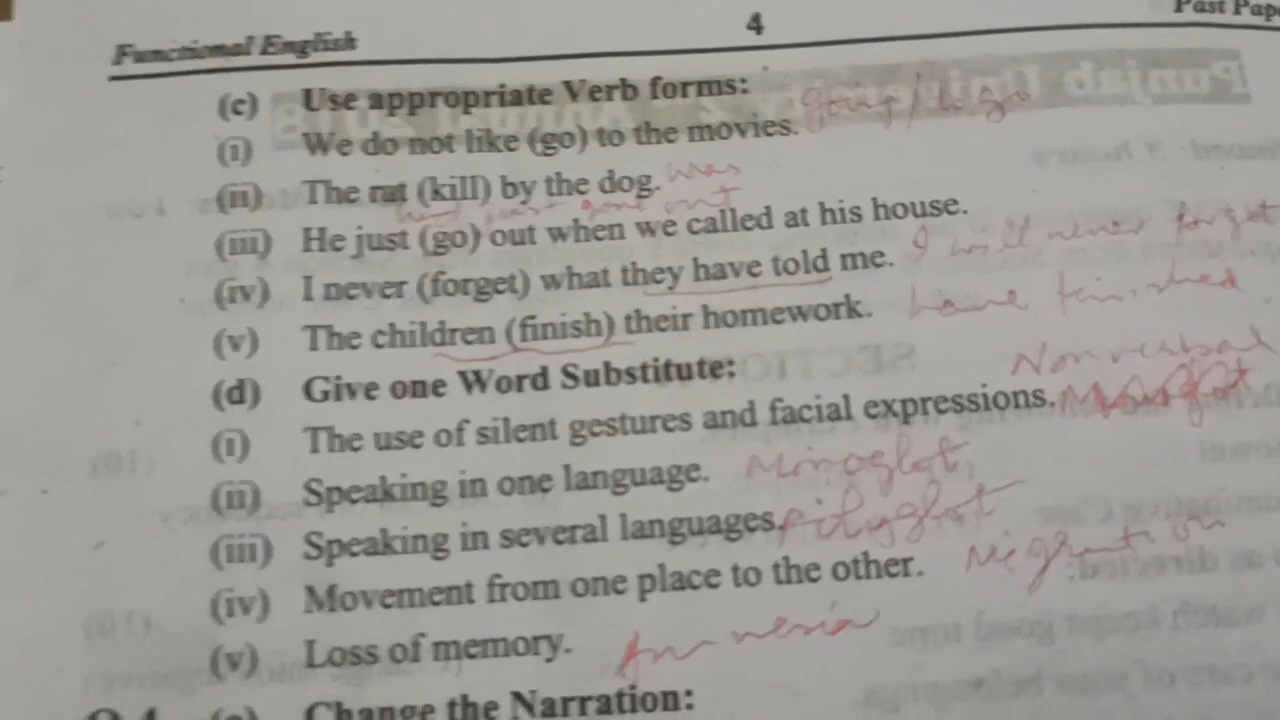 Functional English 4 Past Pap
(c) Use appropriate Verb forms:
(i) We do not like (go) to the movies. going/to go
(ii) The rat (kill) by the dog. was
had just gone out
(iii) He just (go) out when we called at his house.
(iv) I never (forget) what they have told me. I will never forget
(v) The children (finish) their homework. have finished
(d) Give one Word Substitute:
Nonverbal
(i) The use of silent gestures and facial expressions.
(ii) Speaking in one language. Monoglot,
(iii) Speaking in several languages. Polyglot
(iv) Movement from one place to the other. Migration
(v) Loss of memory. Amnesia
(a) Change the Narration: